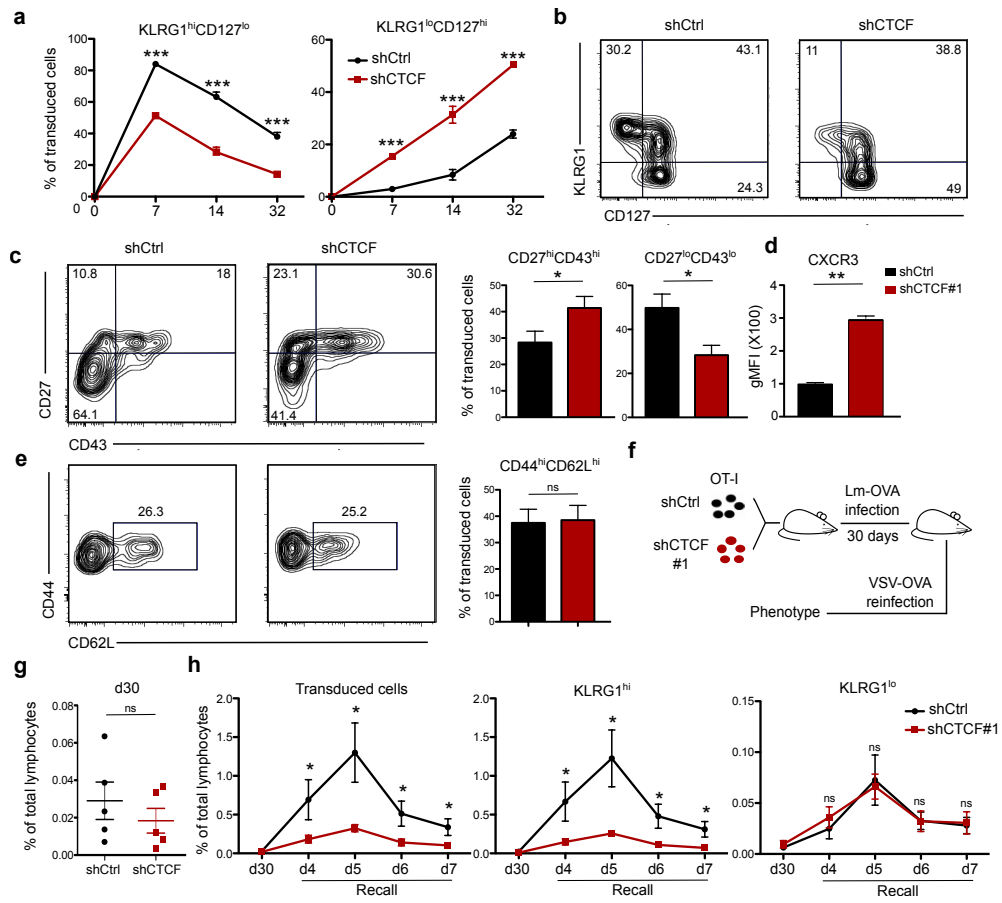 a
KLRG1hiCD127lo
KLRG1loCD127hi
% of transduced cells
100
80
60
40
20
0
0
7
14
32
***
***
***
60
40
20
0
0
7
14
32
***
***
***
shCtrl
shCTCF
b
shCtrl
shCTCF
30.2
43.1
24.3
11
38.8
49
KLRG1
CD127
c
shCtrl
shCTCF
10.8
18
64.1
23.1
30.6
41.4
CD27
CD43
CD27hiCD43hi
CD27loCD43lo
% of transduced cells
50
40
30
20
10
0
*
60
40
20
0
*
d
CXCR3
**
shCtrl
shCTCF#1
gMFI (X100)
4
3
2
1
0
e
26.3
25.2
CD44
CD62L
CD44hiCD62Lhi
ns
% of transduced cells
50
40
30
20
10
0
f
OT-I
shCtrl
shCTCF
#1
Lm-OVA
infection
30 days
VSV-OVA
reinfection
Phenotype
g
d30
ns
% of total lymphocytes
0.08
0.06
0.04
0.02
0.00
shCtrl
shCTCF
h
Transduced cells
% of total lymphocytes
2.0
1.5
1.0
0.5
0.0
*
*
*
*
d30
d4
d5
d6
d7
Recall
KLRG1hi
2.0
1.5
1.0
0.5
0.0
*
*
*
*
d30
d4
d5
d6
d7
Recall
KLRG1lo
shCtrl
shCTCF#1
0.15
0.10
0.05
0.00
ns
ns
ns
ns
d30
d4
d5
d6
d7
Recall